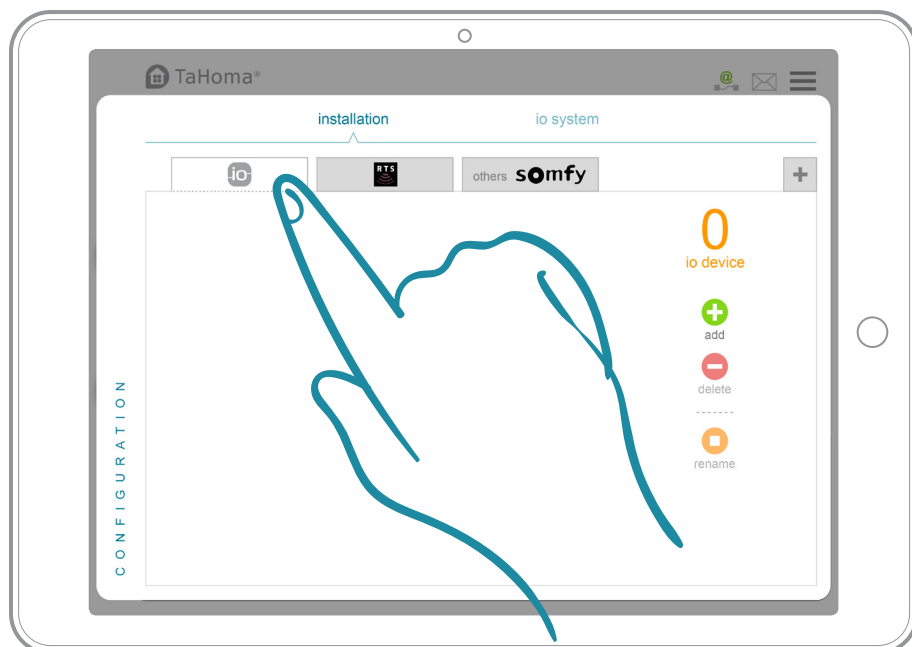 TaHoma®
@
installation
io system
io
RTS
others somfy
0
io device
add
delete
rename
CONFIGURATION